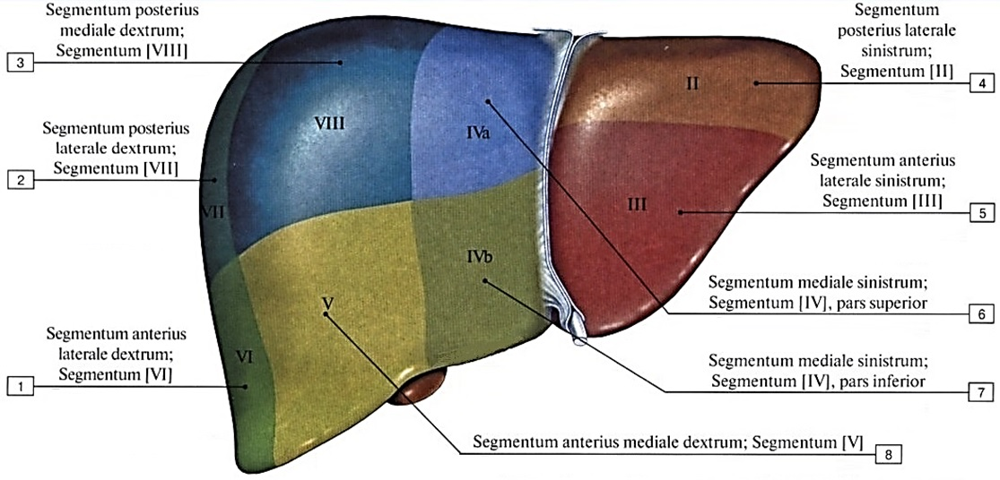 Segmentum posterius
mediale dextrum;
Segmentum [VIII]
3
Segmentum posterius
laterale dextrum;
Segmentum [VII]
2
Segmentum anterius
laterale dextrum;
Segmentum [VI]
1
VIII
IVa
II
VII
III
IVb
V
VI
Segmentum
posterius laterale
sinistrum;
Segmentum [II]
4
Segmentum anterius
laterale sinistrum;
Segmentum [III]
5
Segmentum mediale sinistrum;
Segmentum [IV], pars superior
6
Segmentum mediale sinistrum;
Segmentum [IV], pars inferior
7
Segmentum anterius mediale dextrum; Segmentum [V]
8